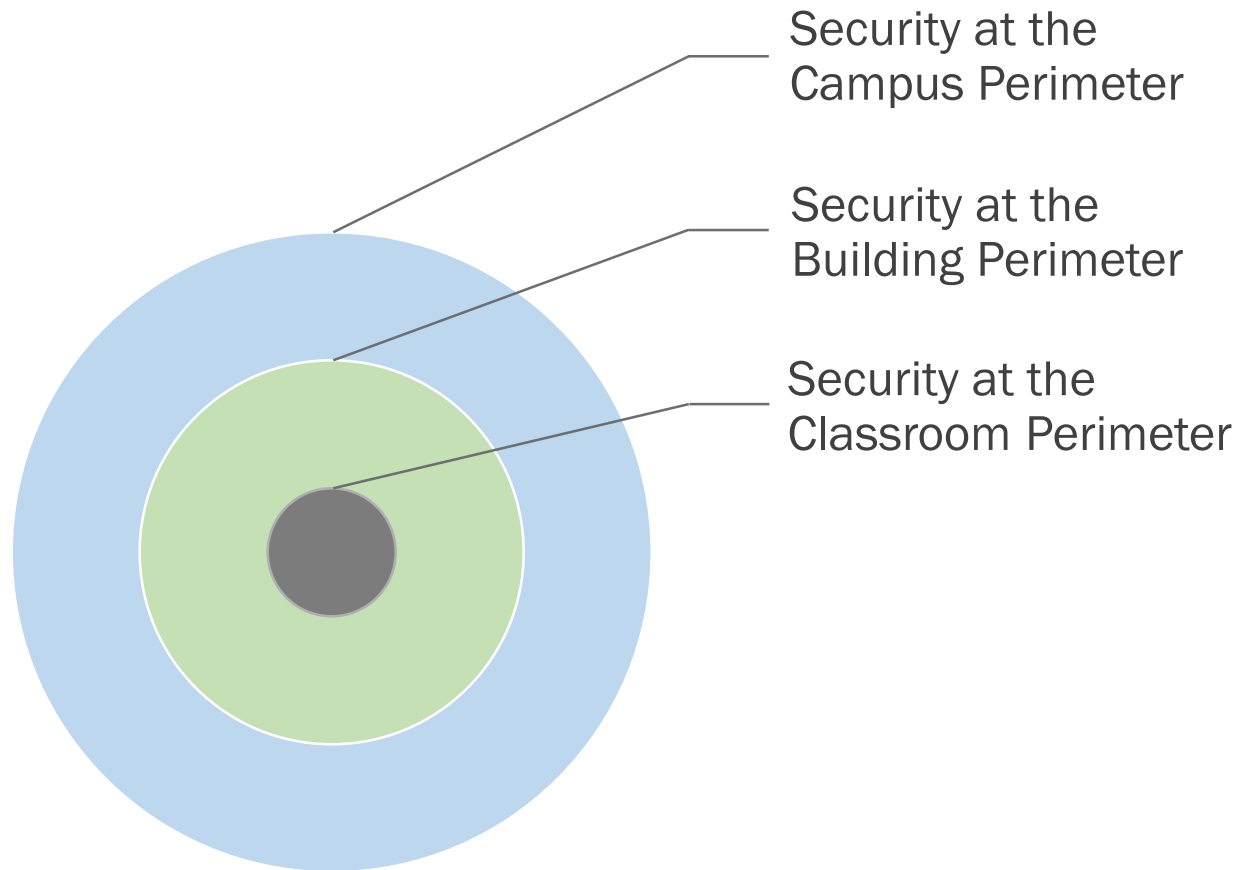 Security at the
Campus Perimeter
Security at the
Building Perimeter
Security at the
Classroom Perimeter